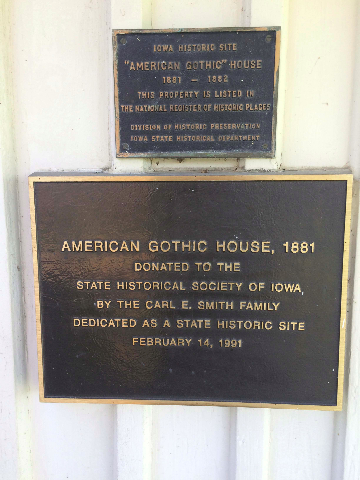 IOWA HISTORIC SITE
"AMERICAN GOTHIC" HOUSE
1881 — 1882
THIS PROPERTY IS LISTED IN
THE NATIONAL REGISTER OF HISTORIC PLACES
DIVISION OF HISTORIC PRESERVATION
IOWA STATE HISTORICAL DEPARTMENT
AMERICAN GOTHIC HOUSE, 1881
DONATED TO THE
STATE HISTORICAL SOCIETY OF IOWA
BY THE CARL E. SMITH FAMILY
DEDICATED AS A STATE HISTORIC SITE
FEBRUARY 14, 1991